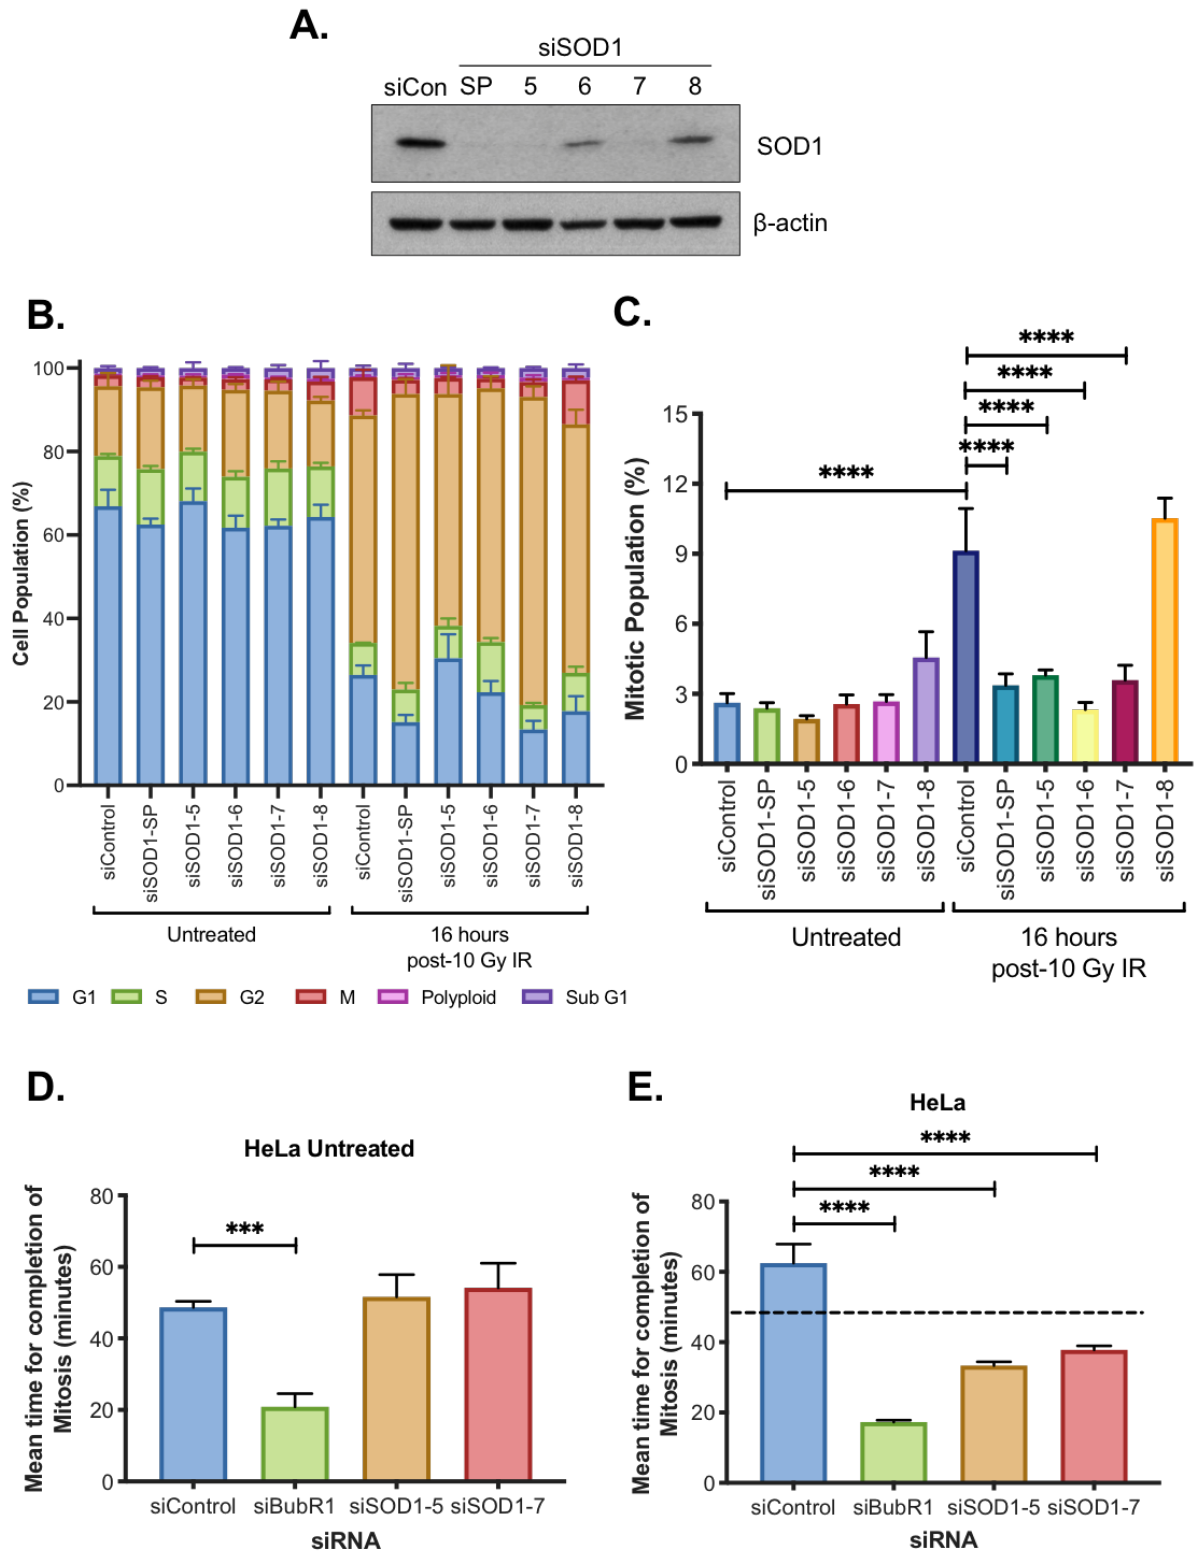 A.
siSOD1
siCon SP 5 6 7 8
SOD1
β-actin
B.
Cell Population (%)
100
80
60
40
20
0
siControl
siSOD1-SP
siSOD1-5
siSOD1-6
siSOD1-7
siSOD1-8
siControl
siSOD1-SP
siSOD1-5
siSOD1-6
siSOD1-7
siSOD1-8
Untreated
16 hours
post-10 Gy IR
G1 S G2 M Polyploid Sub G1
C.
Mitotic Population (%)
15
12
9
6
3
0
****
****
****
****
****
siControl
siSOD1-SP
siSOD1-5
siSOD1-6
siSOD1-7
siSOD1-8
siControl
siSOD1-SP
siSOD1-5
siSOD1-6
siSOD1-7
siSOD1-8
Untreated
16 hours
post-10 Gy IR
D.
HeLa Untreated
Mean time for completion of
Mitosis (minutes)
80
60
40
20
0
***
siControl siBubR1 siSOD1-5 siSOD1-7
siRNA
E.
HeLa
Mean time for completion of
Mitosis (minutes)
80
60
40
20
0
****
****
****
siControl siBubR1 siSOD1-5 siSOD1-7
siRNA